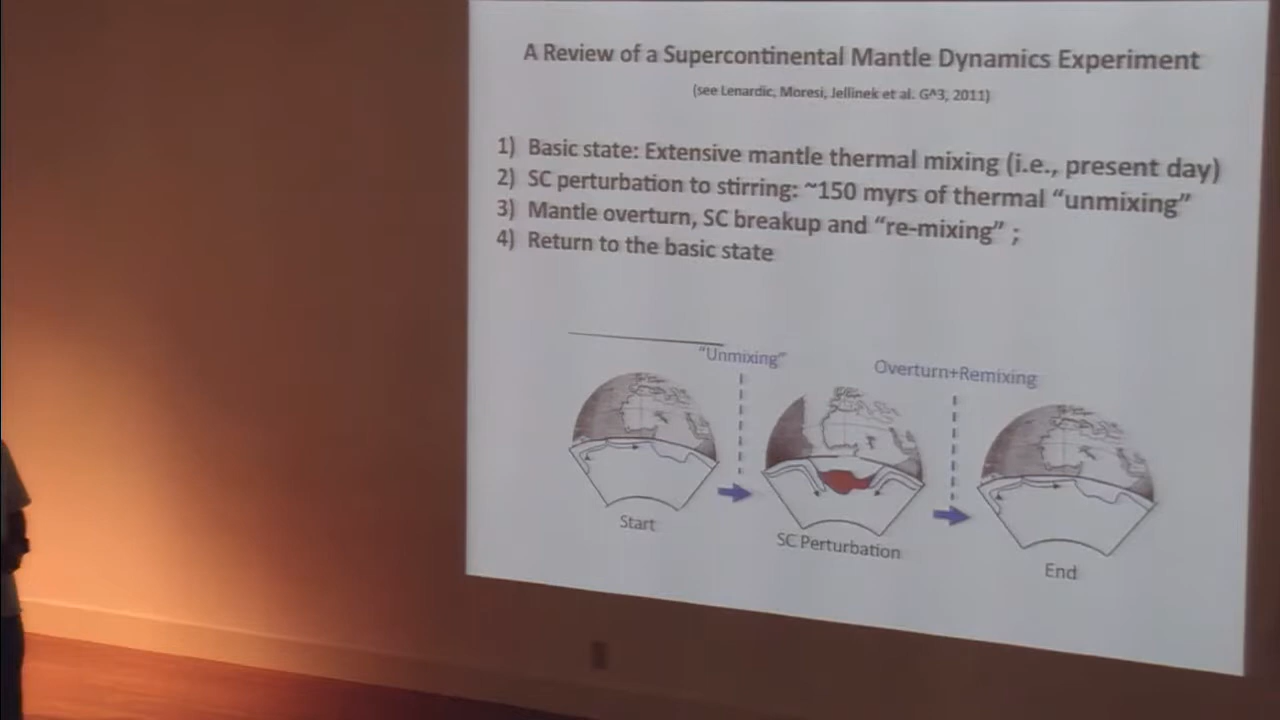 A Review of a Supercontinental Mantle Dynamics Experiment
(see Lenardic, Moresi, Jellinek et al. G^3, 2011)
1) Basic state: Extensive mantle thermal mixing (i.e., present day)
2) SC perturbation to stirring: ~150 myrs of thermal “unmixing”
3) Mantle overturn, SC breakup and “re-mixing” ;
4) Return to the basic state
“Unmixing”
Overturn+Remixing
Start
SC Perturbation
End